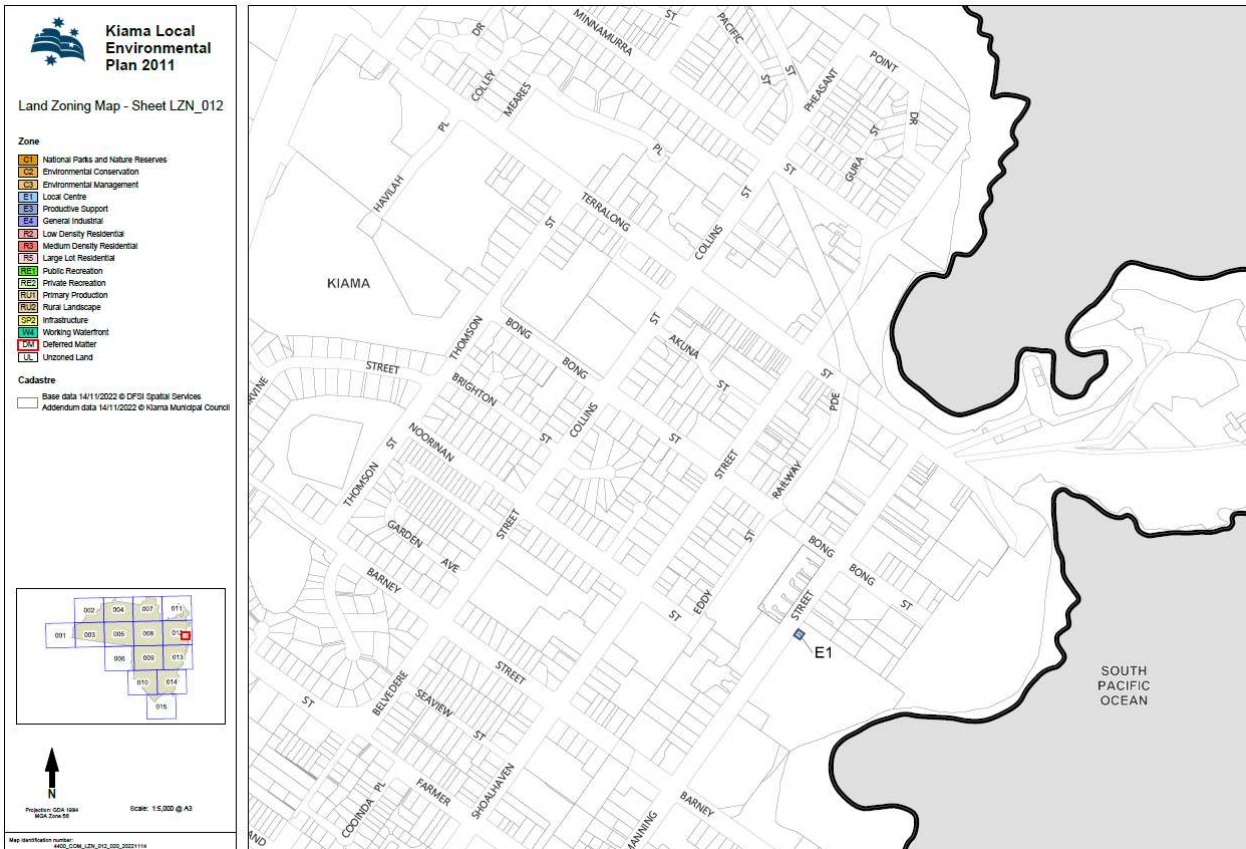 Kiama Local
Environmental
Plan 2011
Land Zoning Map - Sheet LZN_012
Zone
C1 National Parks and Nature Reserves
C2 Environmental Conservation
C3 Environmental Management
E1 Local Centre
E3 Productive Support
E4 General Industrial
R2 Low Density Residential
R3 Medium Density Residential
R5 Large Lot Residential
RE1 Public Recreation
RE2 Private Recreation
RU1 Primary Production
RU2 Rural Landscape
SP2 Infrastructure
W4 Working Waterfront
DM Deferred Matter
UL Unzoned Land
Cadastre
Base data 14/11/2022 © DFSI Spatial Services
Addendum data 14/11/2022 © Kiama Municipal Council
002 004 007 011
001 003 005 008 012
006 009 013
010 014
015
N
Projection: GDA 1994
MGA Zone 56
Scale: 1:5,000 @ A3
Map identification number:
4400_COM_LZN_012_020_20221114
MINNAMURRA
ST
PACIFIC
ST
ST
POINT
PHEASANT
DR
COLLEY
MEARES
PL
PL
DR
GURA ST
HAVILAH
ST
ST
TERRALONG
ST
COLLINS
KIAMA
THOMSON
BONG
BONG
ST
AKUNA
ST
ST
STREET
IRVINE
BRIGHTON
ST
COLLINS
ST
PDE
NOORINAN
ST
STREET
RAILWAY
THOMSON
GARDEN AVE
STREET
BARNEY
ST
EDDY
ST
BONG
BONG
ST
STREET
E1
STREET
BELVEDERE
SEAVIEW
ST
ST
SOUTH
PACIFIC
OCEAN
COOINDA PL
FARMER
SHOALHAVEN
BARNEY
MANNING
AND